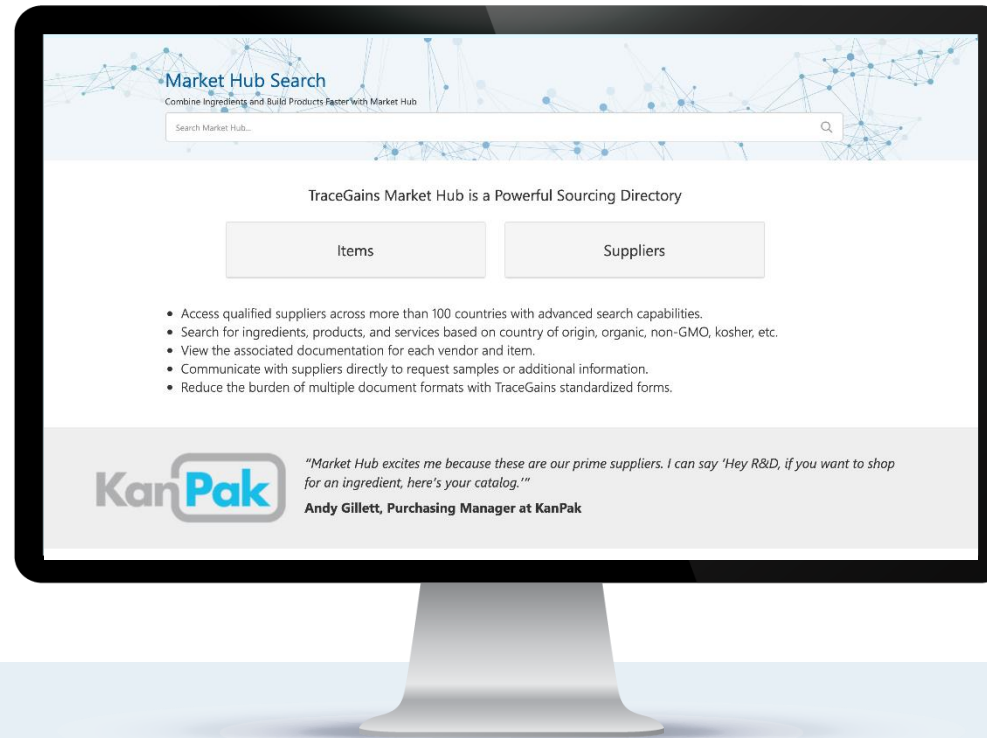 Market Hub Search
Combine Ingredients and Build Products Faster with Market Hub
Search Market Hub...
TraceGains Market Hub is a Powerful Sourcing Directory
Items
Suppliers
• Access qualified suppliers across more than 100 countries with advanced search capabilities.
• Search for ingredients, products, and services based on country of origin, organic, non-GMO, kosher, etc.
• View the associated documentation for each vendor and item.
• Communicate with suppliers directly to request samples or additional information.
• Reduce the burden of multiple document formats with TraceGains standardized forms.
KanPak
“Market Hub excites me because these are our prime suppliers. I can say ‘Hey R&D, if you want to shop
for an ingredient, here’s your catalog.’”
Andy Gillett, Purchasing Manager at KanPak